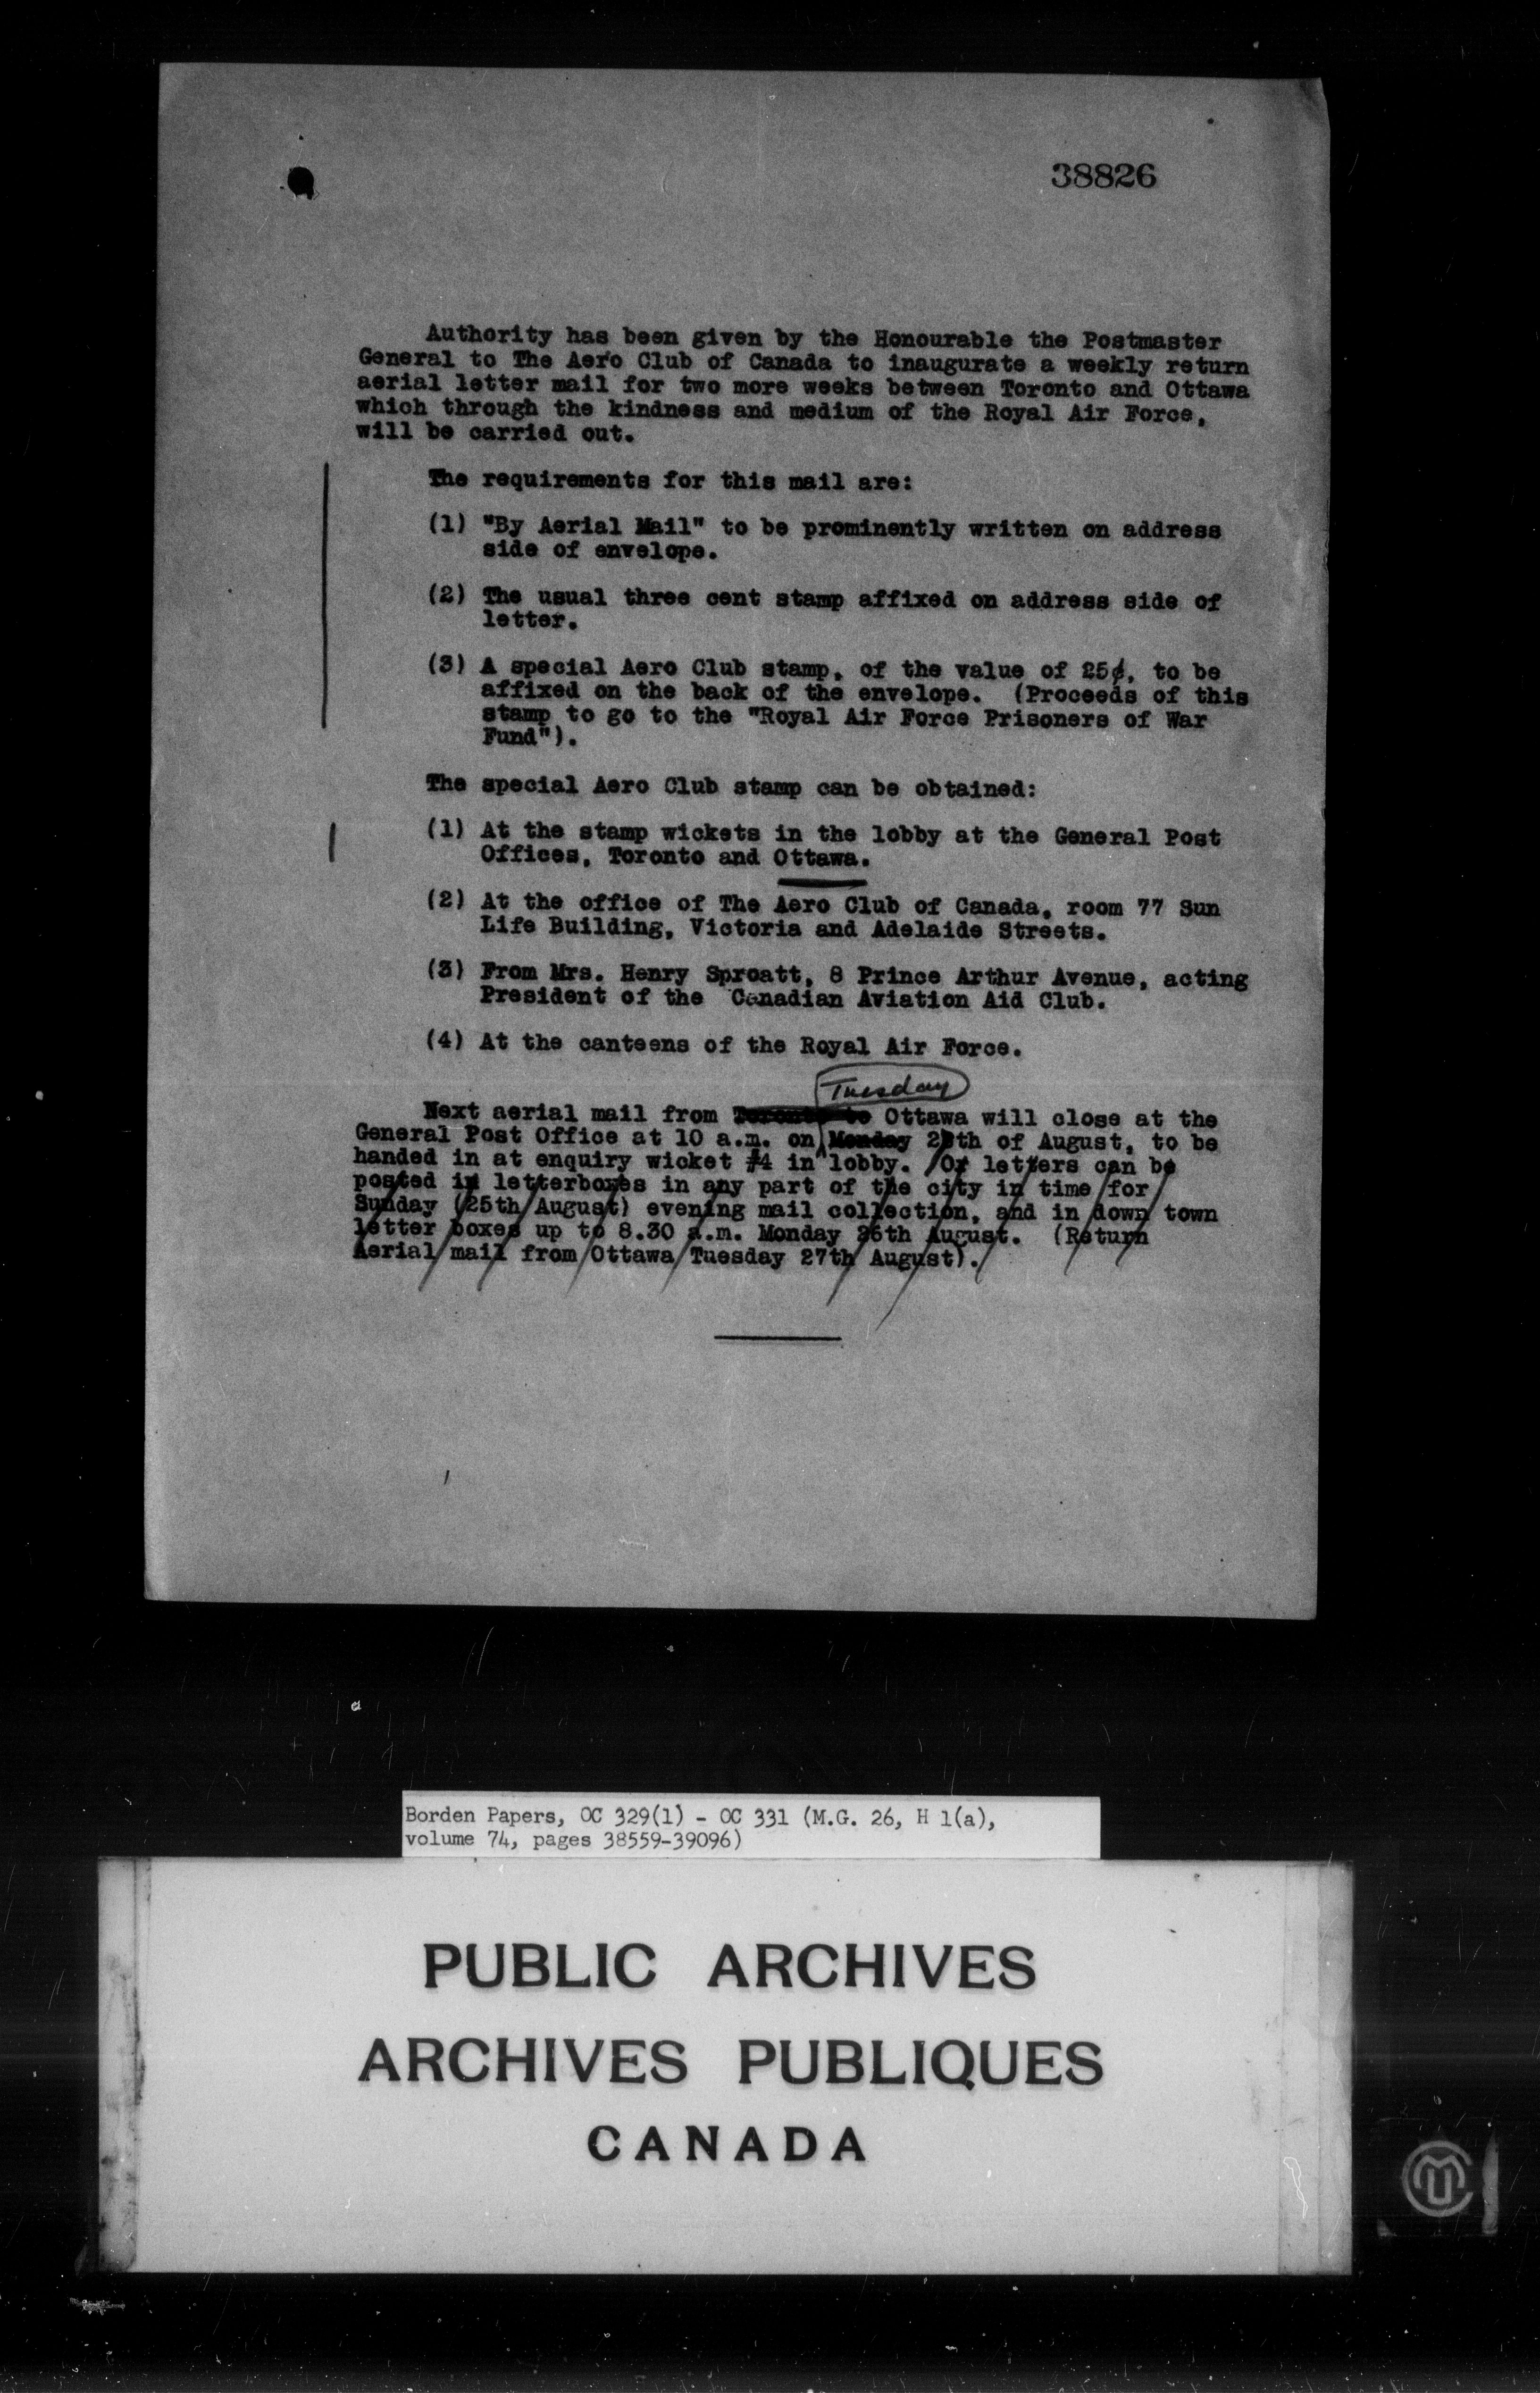 38826
Authority has been given by the Honourable the Postmaster
General to The Aero Club of Canada to inaugurate a weekly return
aerial letter mail for two more weeks between Toronto and Ottawa
which through the kindness and medium of the Royal Air Force,
will be carried out.
The requirements for this mail are:
(1) "By Aerial Mail" to be prominently written on address
side of envelope.
(2) The usual three cent stamp affixed on address side of
letter.
(3) A special Aero Club stamp, of the value of 25¢, to be
affixed on the back of the envelope. (Proceeds of this
stamp to go to the "Royal Air Force Prisoners of War
Fund").
The special Aero Club stamp can be obtained:
(1) At the stamp wickets in the lobby at the General Post
Offices, Toronto and Ottawa.
(2) At the office of The Aero Club of Canada, room 77 Sun
Life Building, Victoria and Adelaide Streets.
(3) From Mrs. Henry Sproatt, 8 Prince Arthur Avenue, acting
President of the Canadian Aviation Aid Club.
(4) At the canteens of the Royal Air Force.
Tuesday
Next aerial mail from Toronto to Ottawa will close at the
General Post Office at 10 a.m. on Monday th of August, to be
handed in at enquiry wicket #4 in lobby. Or letters can be
posted in letterboxes in any part of the city in time for
Sunday (25th August) evening mail collection, and in down town
letter boxes up to 8.30 a.m. Monday 26th August. (Return
Aerial mail from Ottawa Tuesday 27th August).
Borden Papers, OC 329(1) - OC 331 (M.G. 26, H 1(a),
volume 74, pages 38559-39096)
PUBLIC ARCHIVES
ARCHIVES PUBLIQUES
CANADA